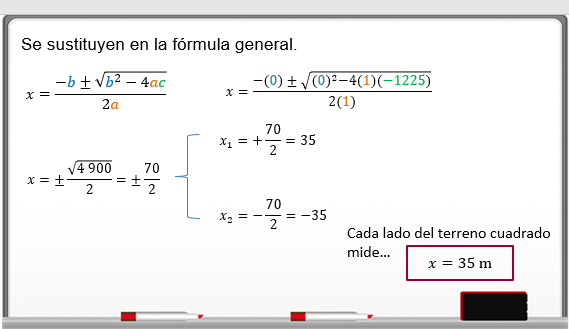 Se sustituyen en la fórmula general.
x = (−b ± √(b² − 4ac)) / 2a
x = (−(0) ± √((0)²−4(1)(−1225))) / 2(1)
x = ± √4 900 / 2 = ± 70 / 2
x₁ = + 70 / 2 = 35
x₂ = − 70 / 2 = −35
Cada lado del terreno cuadrado
mide...
x = 35 m